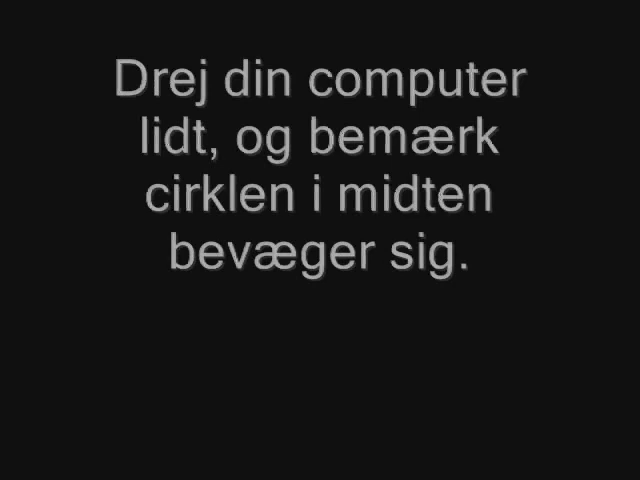 Drej din computer
lidt, og bemærk
cirklen i midten
bevæger sig.